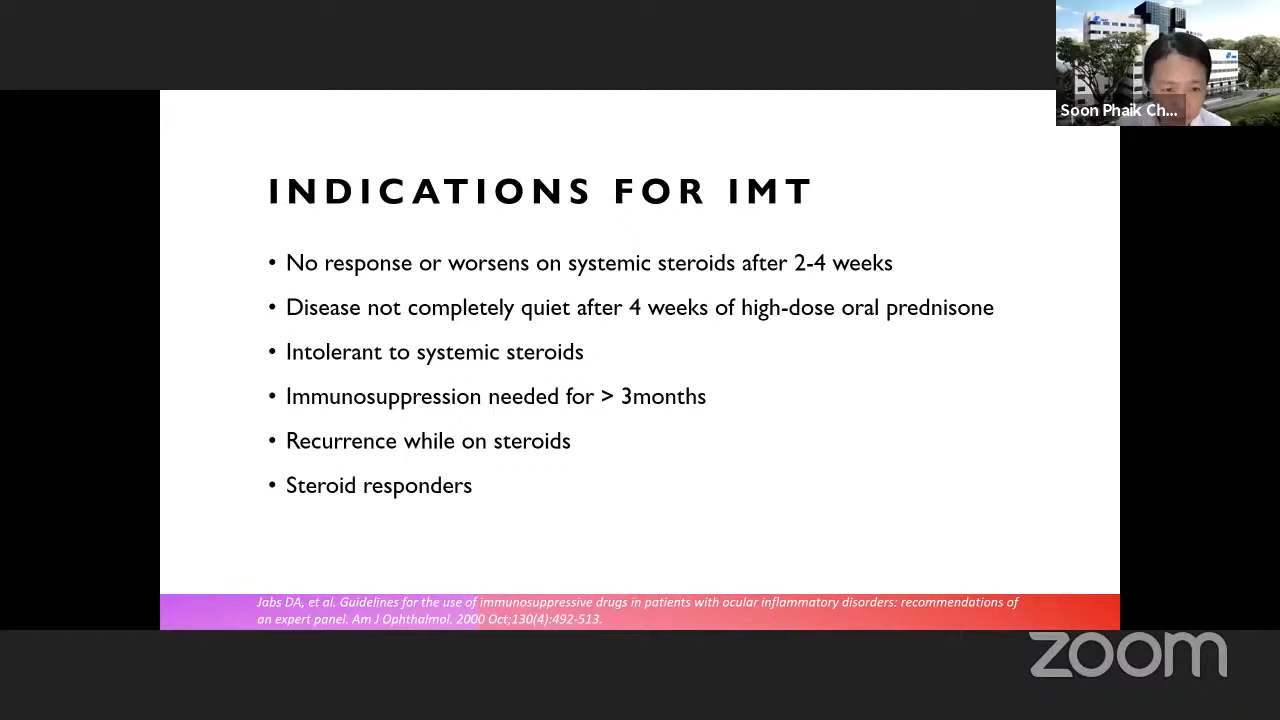 Soon Phaik Ch...
INDICATIONS FOR IMT
• No response or worsens on systemic steroids after 2-4 weeks
• Disease not completely quiet after 4 weeks of high-dose oral prednisone
• Intolerant to systemic steroids
• Immunosuppression needed for > 3months
• Recurrence while on steroids
• Steroid responders
Jabs DA, et al. Guidelines for the use of immunosuppressive drugs in patients with ocular inflammatory disorders: recommendations of
an expert panel. Am J Ophthalmol. 2000 Oct;130(4):492-513.
zoom